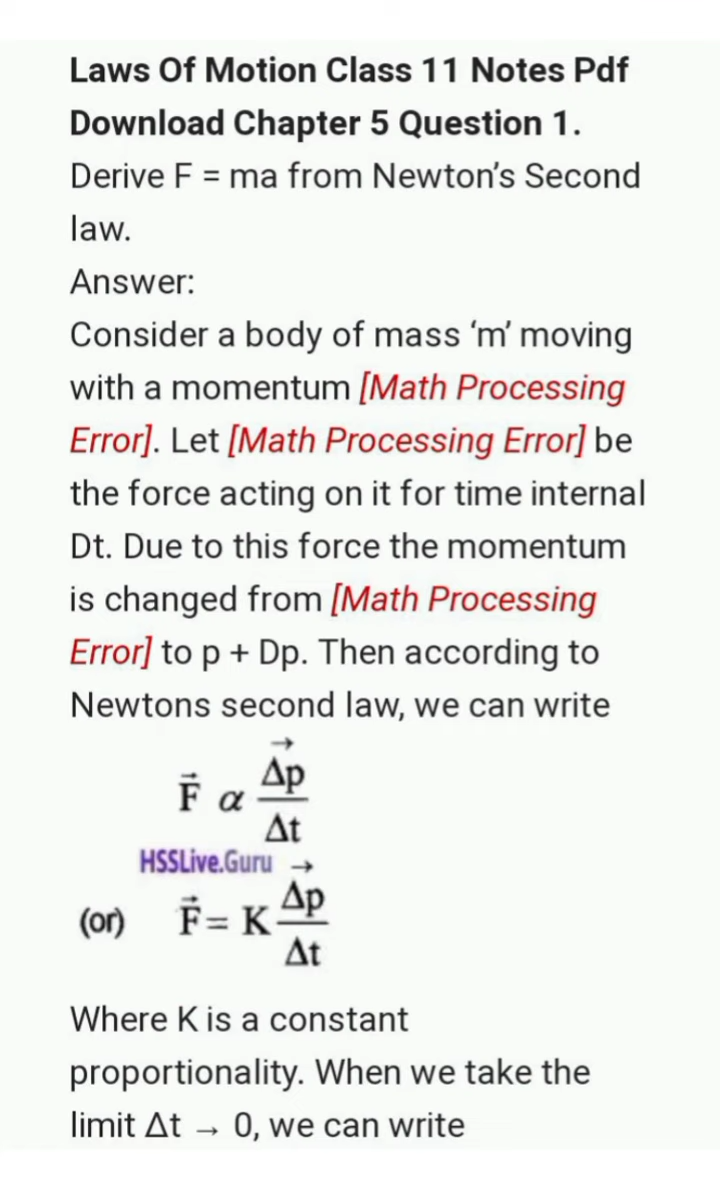 Laws Of Motion Class 11 Notes Pdf
Download Chapter 5 Question 1.
Derive F = ma from Newton's Second
law.
Answer:
Consider a body of mass ‘m’ moving
with a momentum [Math Processing
Error]. Let [Math Processing Error] be
the force acting on it for time internal
Dt. Due to this force the momentum
is changed from [Math Processing
Error] to p + Dp. Then according to
Newtons second law, we can write
F⃗ α Δp⃗ / Δt
HSSLive.Guru
(or) F⃗ = K Δp⃗ / Δt
Where K is a constant
proportionality. When we take the
limit Δt → 0, we can write